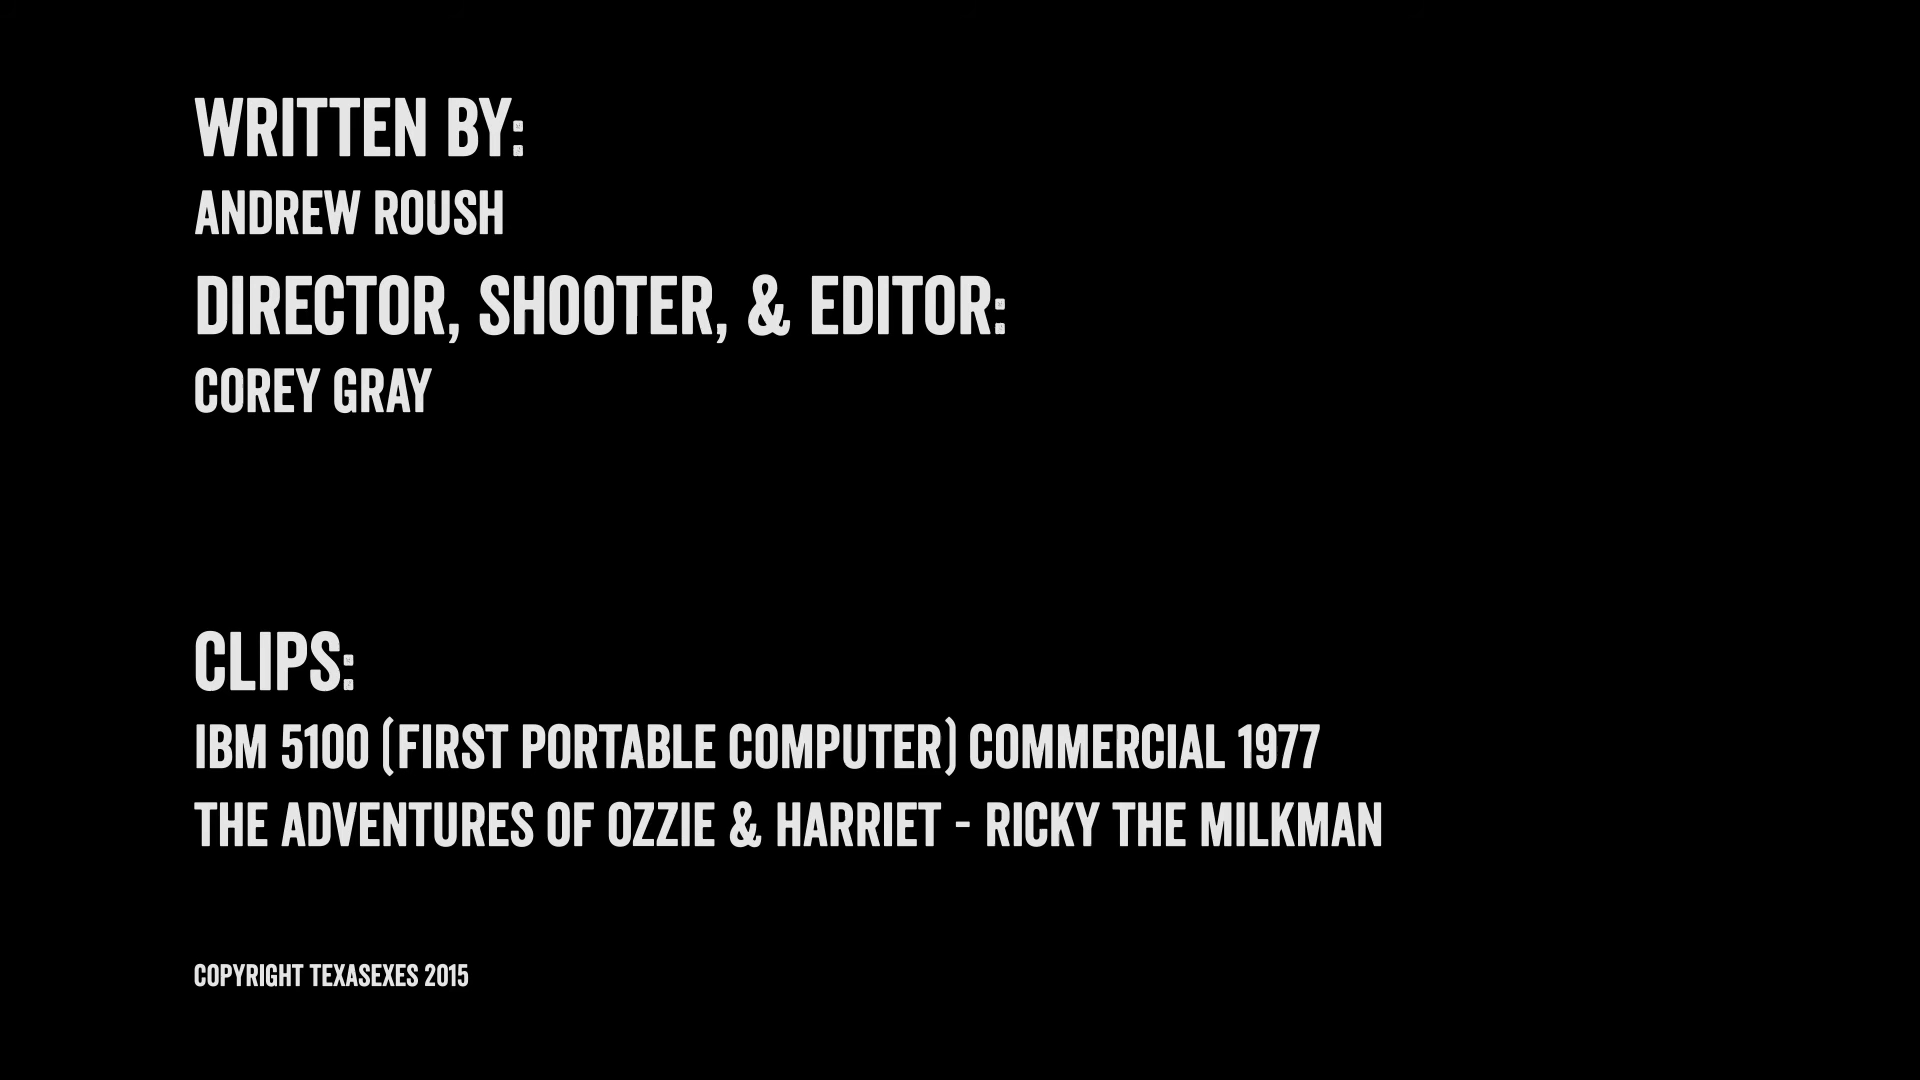 WRITTEN BY:
ANDREW ROUSH
DIRECTOR, SHOOTER, & EDITOR:
COREY GRAY
CLIPS:
IBM 5100 (FIRST PORTABLE COMPUTER) COMMERCIAL 1977
THE ADVENTURES OF OZZIE & HARRIET - RICKY THE MILKMAN
COPYRIGHT TEXASEXES 2015